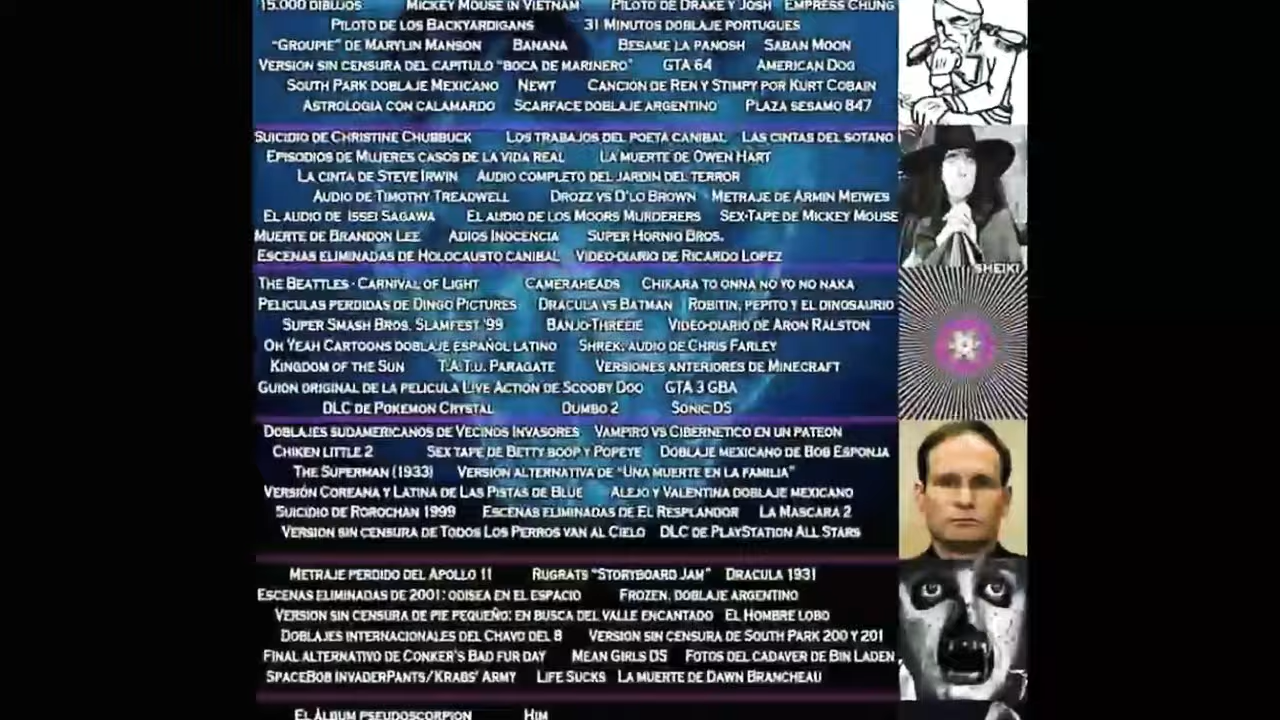 15.000 DIBUJOS MICKEY MOUSE IN VIETNAM PILOTO DE DRAKE Y JOSH EMPRESS CHUNG
PILOTO DE LOS BACKYARDIGANS 31 MINUTOS DOBLAJE PORTUGUES
"GROUPIE" DE MARYLIN MANSON BANANA BESAME LA PANOSH SABAN MOON
VERSION SIN CENSURA DEL CAPITULO "BOCA DE MARINERO" GTA 64 AMERICAN DOG
SOUTH PARK DOBLAJE MEXICANO NEWT CANCION DE REN Y STIMPY POR KURT COBAIN
ASTROLOGIA CON CALAMARDO SCARFACE DOBLAJE ARGENTINO PLAZA SESAMO 847
SUICIDIO DE CHRISTINE CHUBBUCK LOS TRABAJOS DEL POETA CANIBAL LAS CINTAS DEL SOTANO
EPISODIOS DE MUJERES CASOS DE LA VIDA REAL LA MUERTE DE OWEN HART
LA CINTA DE STEVE IRWIN AUDIO COMPLETO DEL JARDIN DEL TERROR
AUDIO DE TIMOTHY TREADWELL DROZZ VS D'LO BROWN METRAJE DE ARMIN MEIWES
EL AUDIO DE ISSEI SAGAWA EL AUDIO DE LOS MOORS MURDERERS SEX-TAPE DE MICKEY MOUSE
MUERTE DE BRANDON LEE ADIOS INOCENCIA SUPER HORNIO BROS.
ESCENAS ELIMINADAS DE HOLOCAUSTO CANIBAL VIDEO-DIARIO DE RICARDO LOPEZ
SHEIKI
THE BEATTLES - CARNIVAL OF LIGHT CAMERAHEADS CHIKARA TO ONNA NO YO NO NAKA
PELICULAS PERDIDAS DE DINGO PICTURES DRACULA VS BATMAN ROBITIN, PEPITO Y EL DINOSAURIO
SUPER SMASH BROS. SLAMFEST '99 BANJO-THREEIE VIDEO-DIARIO DE ARON RALSTON
OH YEAH CARTOONS DOBLAJE ESPAÑOL LATINO SHREK, AUDIO DE CHRIS FARLEY
KINGDOM OF THE SUN T.A.T.U. PARAGATE VERSIONES ANTERIORES DE MINECRAFT
GUION ORIGINAL DE LA PELICULA LIVE ACTION DE SCOOBY DOO GTA 3 GBA
DLC DE POKEMON CRYSTAL DUMBO 2 SONIC DS
DOBLAJES SUDAMERICANOS DE VECINOS INVASORES VAMPIRO VS CIBERNETICO EN UN PATEON
CHIKEN LITTLE 2 SEX TAPE DE BETTY BOOP Y POPEYE DOBLAJE MEXICANO DE BOB ESPONJA
THE SUPERMAN (1933) VERSION ALTERNATIVA DE "UNA MUERTE EN LA FAMILIA"
VERSIÓN COREANA Y LATINA DE LAS PISTAS DE BLUE ALEJO Y VALENTINA DOBLAJE MEXICANO
SUICIDIO DE ROROCHAN 1999 ESCENAS ELIMINADAS DE EL RESPLANDOR LA MASCARA 2
VERSION SIN CENSURA DE TODOS LOS PERROS VAN AL CIELO DLC DE PLAYSTATION ALL STARS
METRAJE PERDIDO DEL APOLLO 11 RUGRATS "STORYBOARD JAM" DRACULA 1931
ESCENAS ELIMINADAS DE 2001: ODISEA EN EL ESPACIO FROZEN, DOBLAJE ARGENTINO
VERSION SIN CENSURA DE PIE PEQUEÑO: EN BUSCA DEL VALLE ENCANTADO EL HOMBRE LOBO
DOBLAJES INTERNACIONALES DEL CHAVO DEL 8 VERSION SIN CENSURA DE SOUTH PARK 200 Y 201
FINAL ALTERNATIVO DE CONKER'S BAD FUR DAY MEAN GIRLS DS FOTOS DEL CADAVER DE BIN LADEN
SPACEBOB INVADERPANTS/KRABS' ARMY LIFE SUCKS LA MUERTE DE DAWN BRANCHEAU
EL ÁLBUM PSEUDOSCORPION HIM